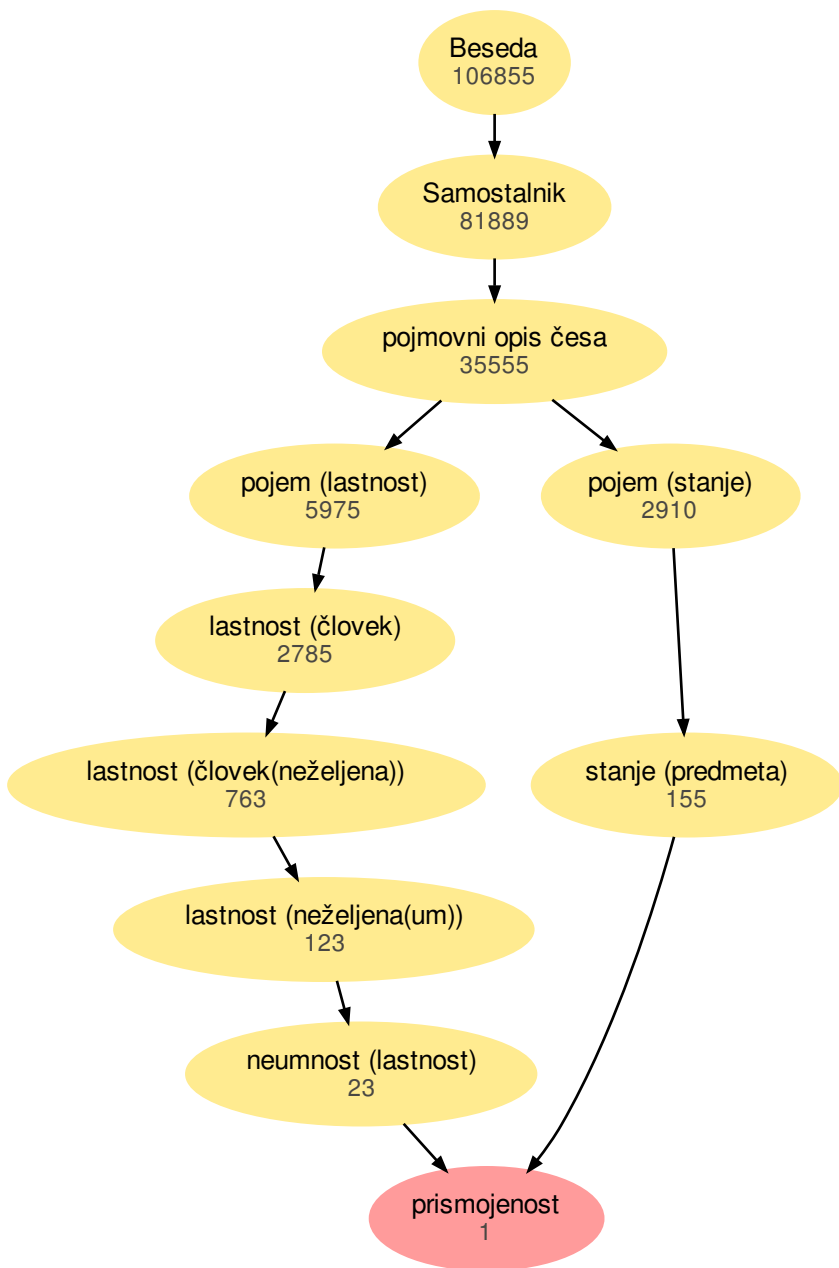 Beseda
106855
Samostalnik
81889
pojmovni opis česa
35555
pojem (lastnost)
5975
pojem (stanje)
2910
lastnost (človek)
2785
lastnost (človek(neželjena))
763
stanje (predmeta)
155
lastnost (neželjena(um))
123
neumnost (lastnost)
23
prismojenost
1